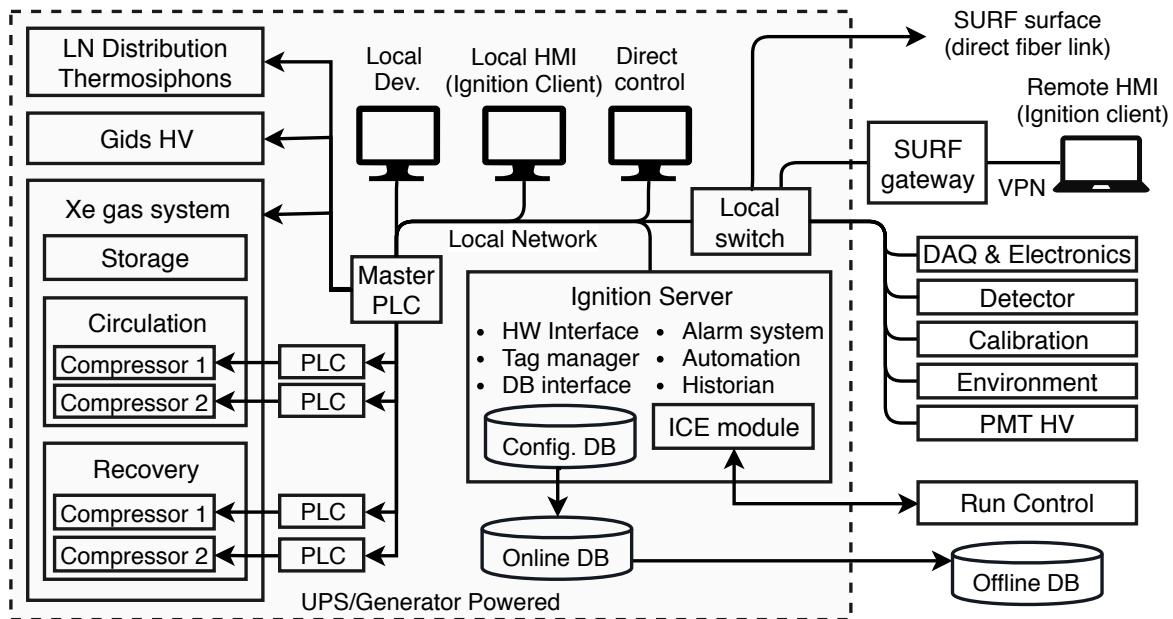 LN Distribution
Thermosiphons
Gids HV
Xe gas system
Storage
Circulation
Compressor 1
Compressor 2
Recovery
Compressor 1
Compressor 2
PLC
PLC
PLC
PLC
Master
PLC
Local
Dev.
Local HMI
(Ignition Client)
Direct
control
Local Network
Local
switch
SURF surface
(direct fiber link)
SURF
gateway
VPN
Remote HMI
(Ignition client)
DAQ & Electronics
Detector
Calibration
Environment
PMT HV
Ignition Server
• HW Interface
• Tag manager
• DB interface
• Alarm system
• Automation
• Historian
Config. DB
ICE module
Online DB
Run Control
Offline DB
UPS/Generator Powered